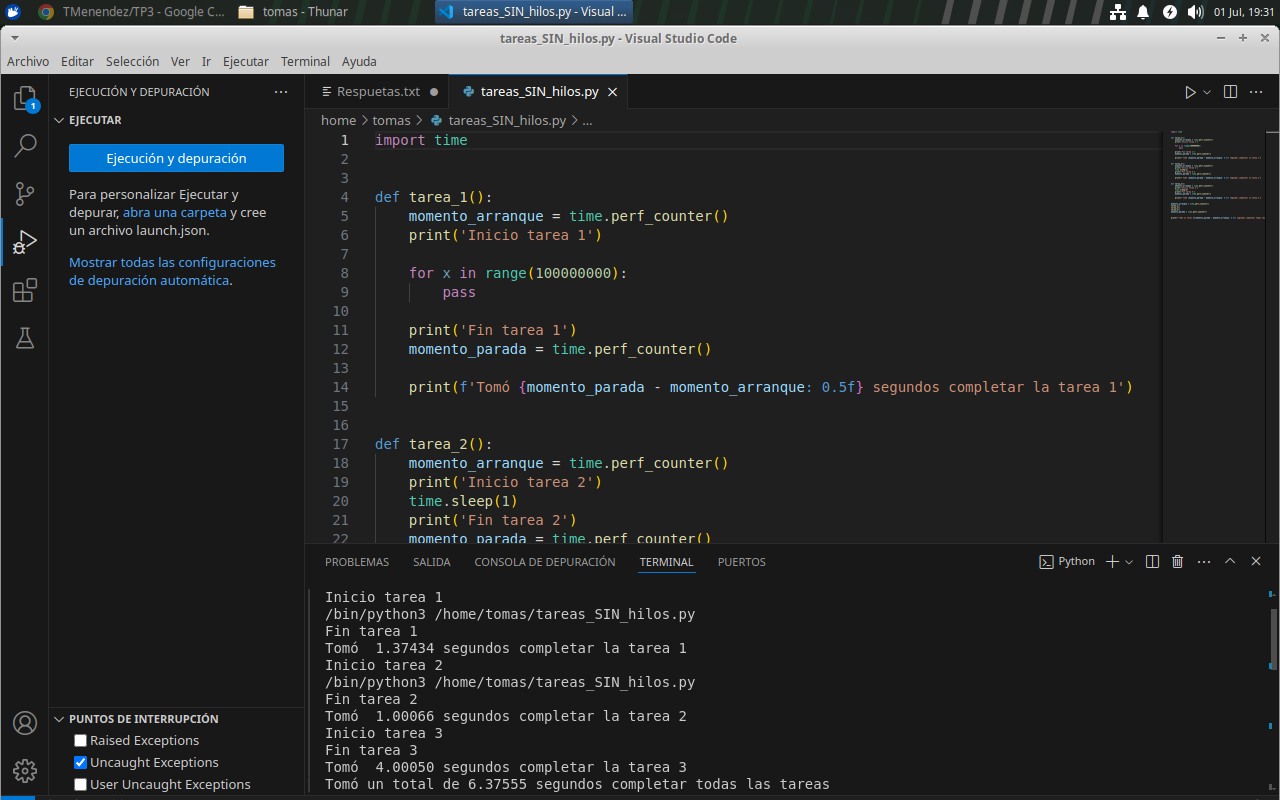 TMenendez/TP3 - Google C...
tomas - Thunar
tareas_SIN_hilos.py - Visual ...
01 Jul, 19:31
tareas_SIN_hilos.py - Visual Studio Code
Archivo Editar Selección Ver Ir Ejecutar Terminal Ayuda
1
EJECUCIÓN Y DEPURACIÓN
EJECUTAR
Ejecución y depuración
Para personalizar Ejecutar y
depurar, abra una carpeta y cree
un archivo launch.json.
Mostrar todas las configuraciones
de depuración automática.
PUNTOS DE INTERRUPCIÓN
Raised Exceptions
Uncaught Exceptions
User Uncaught Exceptions
Respuetas.txt
tareas_SIN_hilos.py
home > tomas > tareas_SIN_hilos.py > ...
1 import time
2
3
4 def tarea_1():
5 momento_arranque = time.perf_counter()
6 print('Inicio tarea 1')
7
8 for x in range(100000000):
9 pass
10
11 print('Fin tarea 1')
12 momento_parada = time.perf_counter()
13
14 print(f'Tomó {momento_parada - momento_arranque: 0.5f} segundos completar la tarea 1')
15
16
17 def tarea_2():
18 momento_arranque = time.perf_counter()
19 print('Inicio tarea 2')
20 time.sleep(1)
21 print('Fin tarea 2')
22 momento_parada = time.perf_counter()
PROBLEMAS SALIDA CONSOLA DE DEPURACIÓN TERMINAL PUERTOS
Python
Inicio tarea 1
/bin/python3 /home/tomas/tareas_SIN_hilos.py
Fin tarea 1
Tomó  1.37434 segundos completar la tarea 1
Inicio tarea 2
/bin/python3 /home/tomas/tareas_SIN_hilos.py
Fin tarea 2
Tomó  1.00066 segundos completar la tarea 2
Inicio tarea 3
Fin tarea 3
Tomó  4.00050 segundos completar la tarea 3
Tomó un total de 6.37555 segundos completar todas las tareas